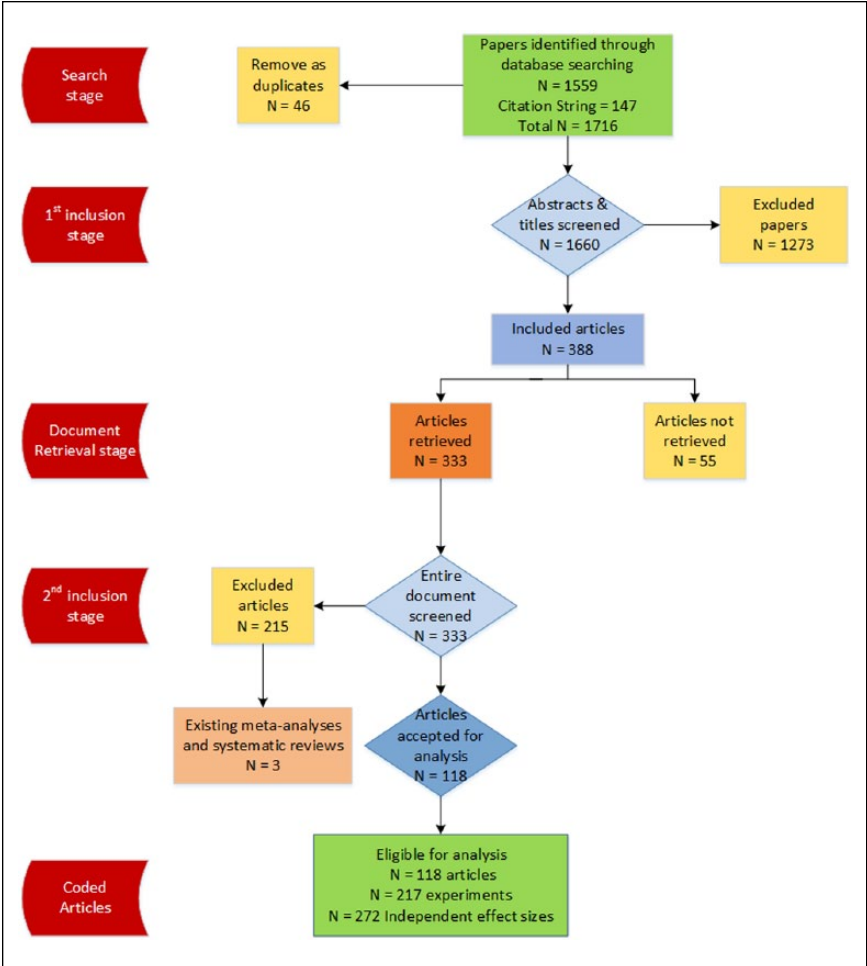 Search
stage
Remove as
duplicates
N = 46
Papers identified through
database searching
N = 1559
Citation String = 147
Total N = 1716
1st inclusion
stage
Abstracts &
titles screened
N = 1660
Excluded
papers
N = 1273
Included articles
N = 388
Document
Retrieval stage
Articles
retrieved
N = 333
Articles not
retrieved
N = 55
2nd inclusion
stage
Excluded
articles
N = 215
Entire
document
screened
N = 333
Existing meta-analyses
and systematic reviews
N = 3
Articles
accepted for
analysis
N = 118
Coded
Articles
Eligible for analysis
N = 118 articles
N = 217 experiments
N = 272 Independent effect sizes